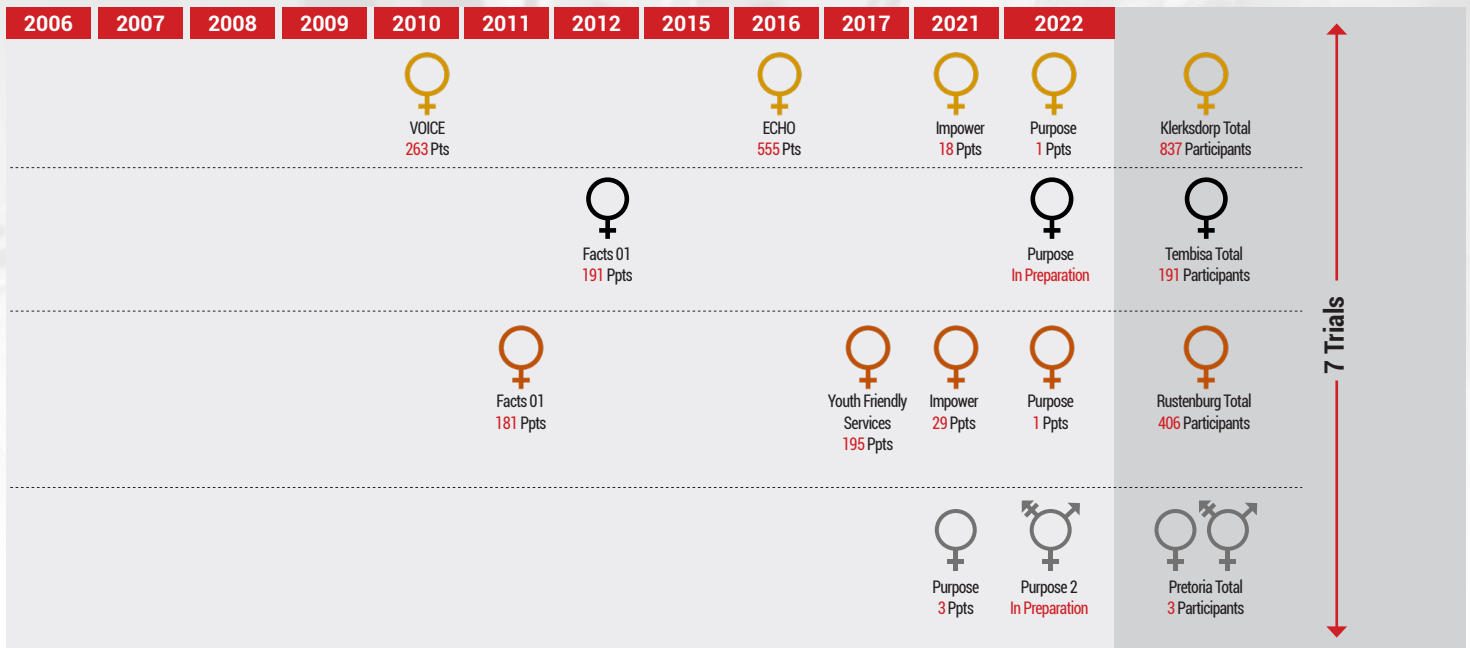 2006 2007 2008 2009 2010 2011 2012 2015 2016 2017 2021 2022
VOICE
263 Pts
ECHO
555 Pts
Impower
18 Ppts
Purpose
1 Ppts
Klerksdorp Total
837 Participants
Facts 01
191 Ppts
Purpose
In Preparation
Tembisa Total
191 Participants
Facts 01
181 Ppts
Youth Friendly
Services
195 Ppts
Impower
29 Ppts
Purpose
1 Ppts
Rustenburg Total
406 Participants
Purpose
3 Ppts
Purpose 2
In Preparation
Pretoria Total
3 Participants
7 Trials